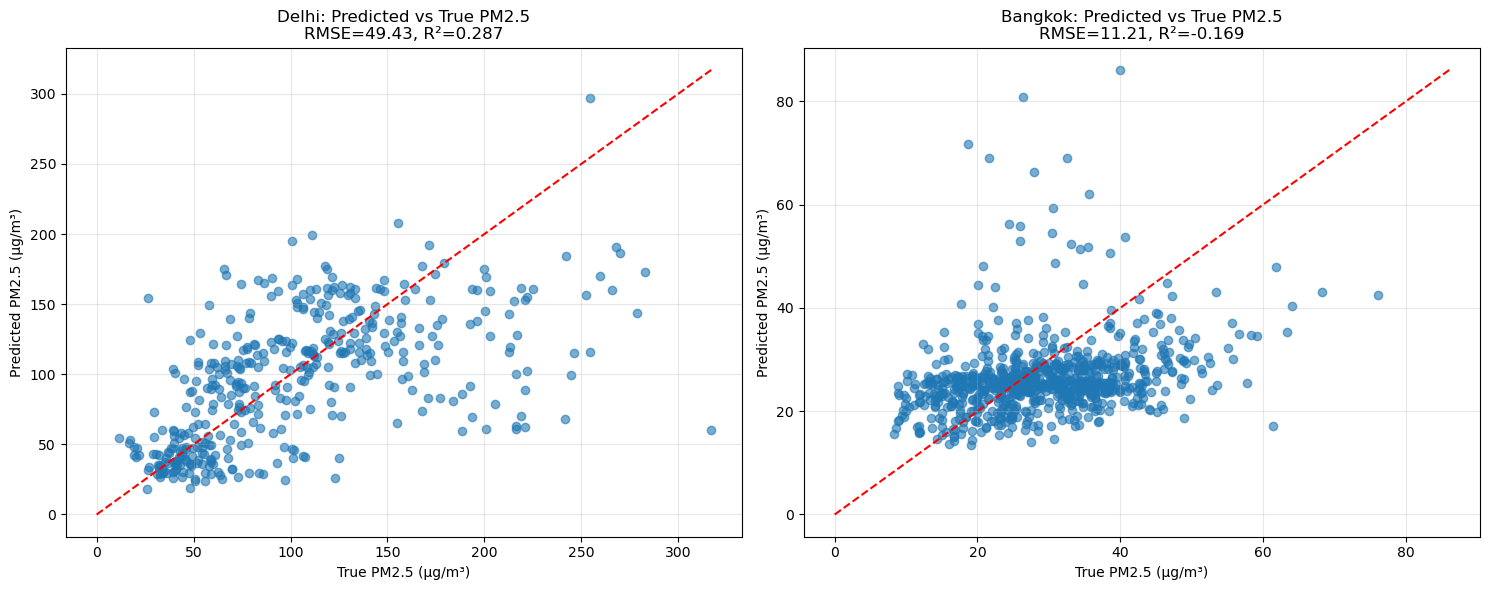 Delhi: Predicted vs True PM2.5
RMSE=49.43, R²=0.287
Predicted PM2.5 (µg/m³)
300
250
200
150
100
50
0
0 50 100 150 200 250 300
True PM2.5 (µg/m³)
Bangkok: Predicted vs True PM2.5
RMSE=11.21, R²=-0.169
Predicted PM2.5 (µg/m³)
80
60
40
20
0
0 20 40 60 80
True PM2.5 (µg/m³)